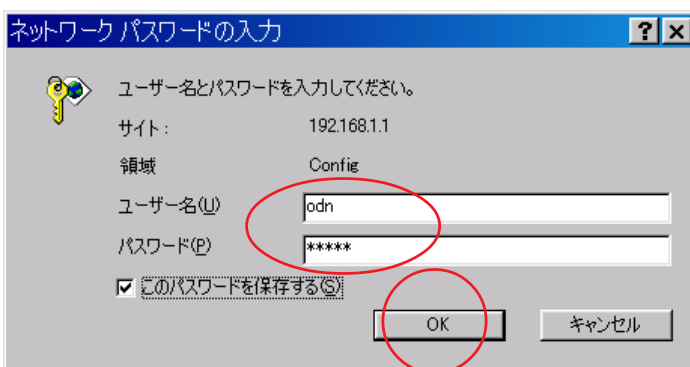 ネットワーク パスワードの入力
ユーザー名とパスワードを入力してください。
サイト: 192.168.1.1
領域 Config
ユーザー名(U) odn
パスワード(P) *****
このパスワードを保存する(S)
OK キャンセル